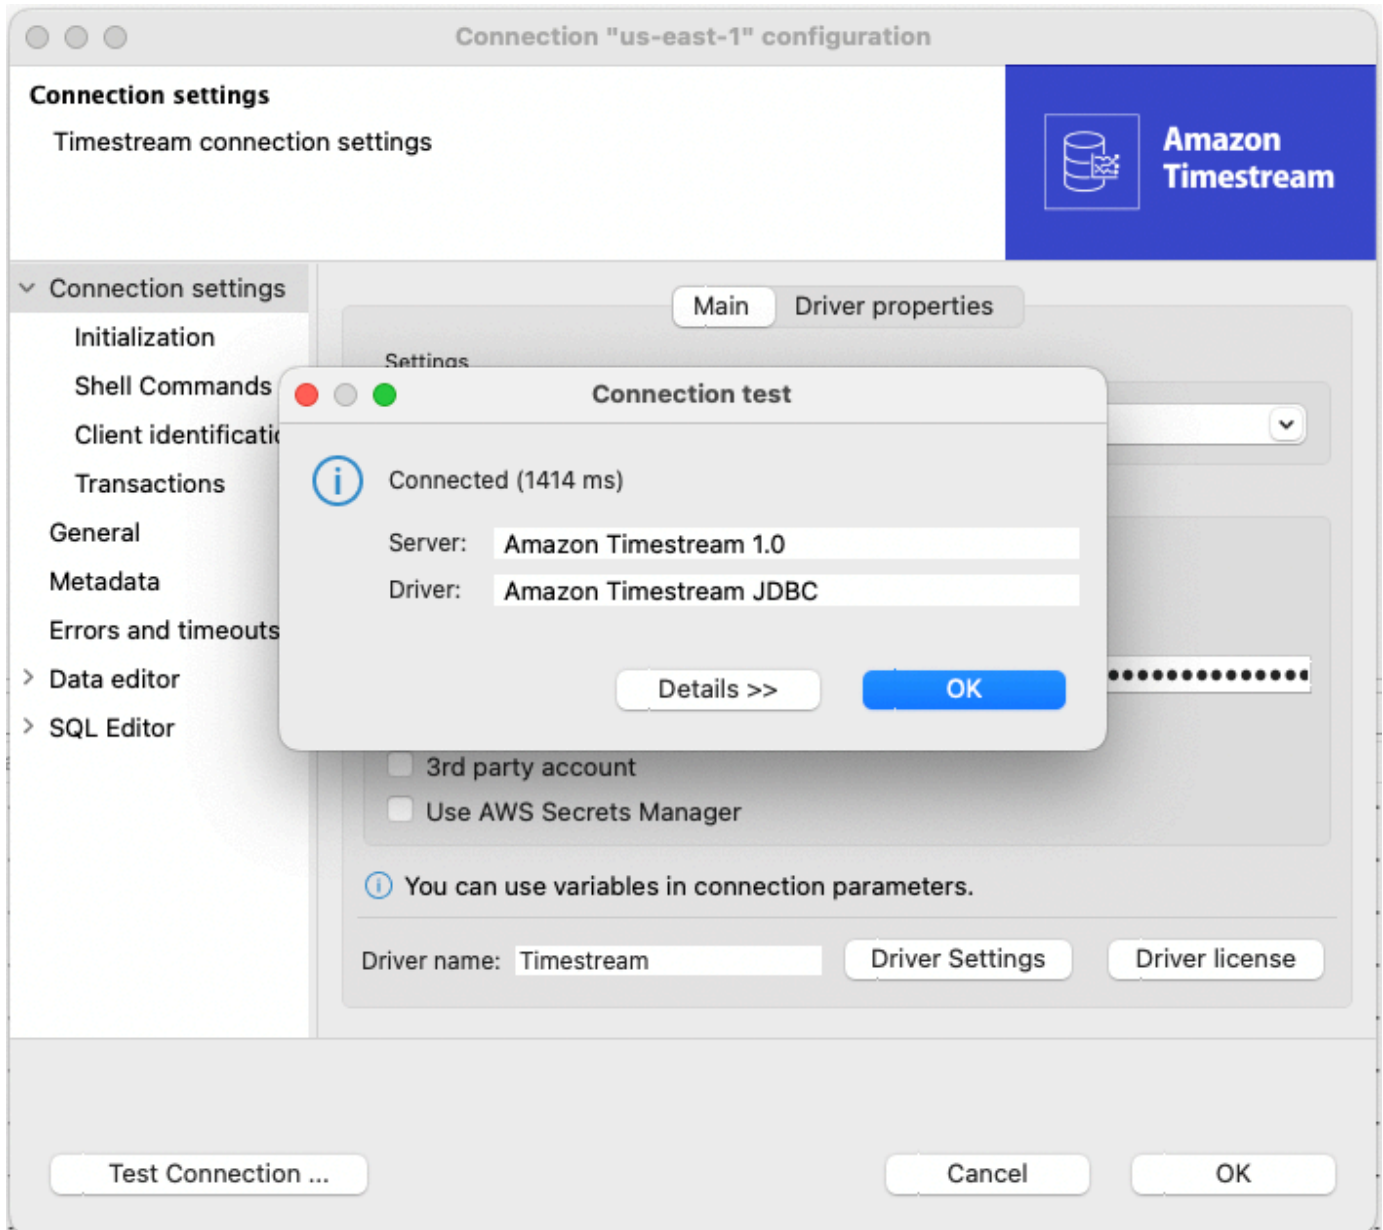 Connection "us-east-1" configuration
Connection settings
Timestream connection settings
Amazon
Timestream
Connection settings
Initialization
Shell Commands
Client
Transactions
General
Metadata
Errors and timeouts
Data editor
SQL Editor
Main
Driver properties
Settings
Connection test
Connected (1414 ms)
Server: Amazon Timestream 1.0
Driver: Amazon Timestream JDBC
Details >>
OK
3rd party account
Use AWS Secrets Manager
You can use variables in connection parameters.
Driver name: Timestream
Driver Settings
Driver license
Test Connection ...
Cancel
OK